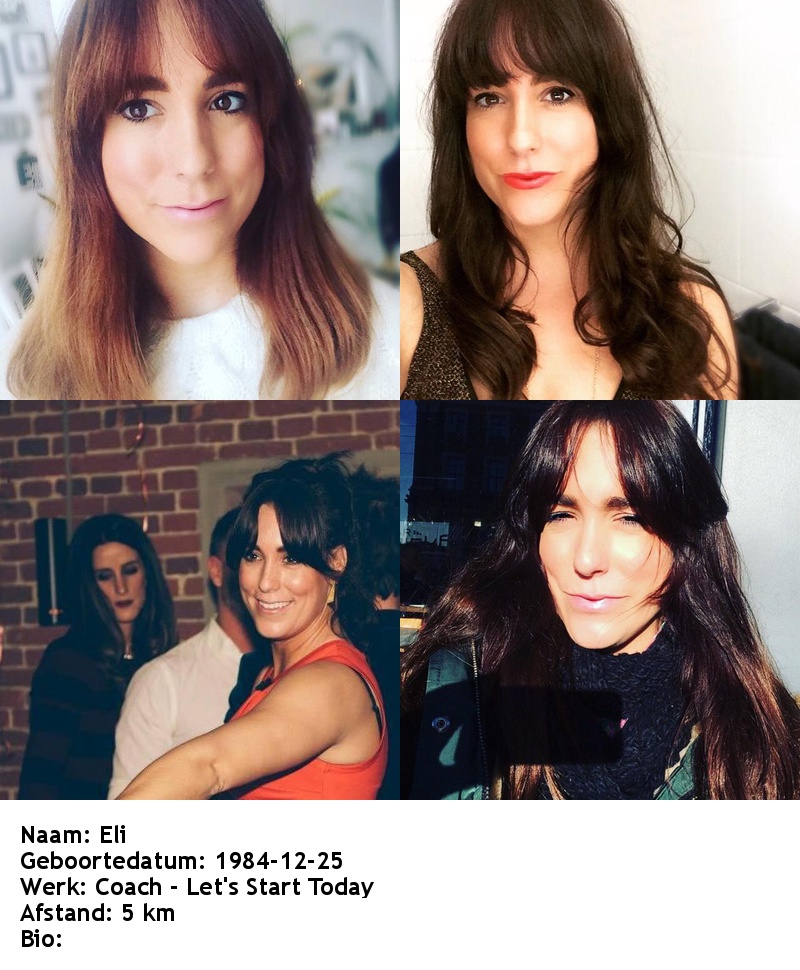 Naam: Eli
Geboortedatum: 1984-12-25
Werk: Coach - Let's Start Today
Afstand: 5 km
Bio: